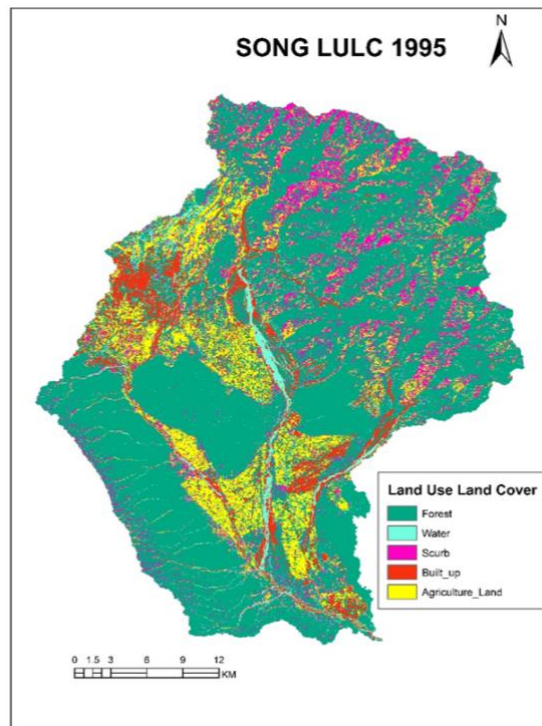 SONG LULC 1995
N
Land Use Land Cover
Forest
Water
Scurb
Built_up
Agriculture_Land
0 1.5 3 6 9 12
KM